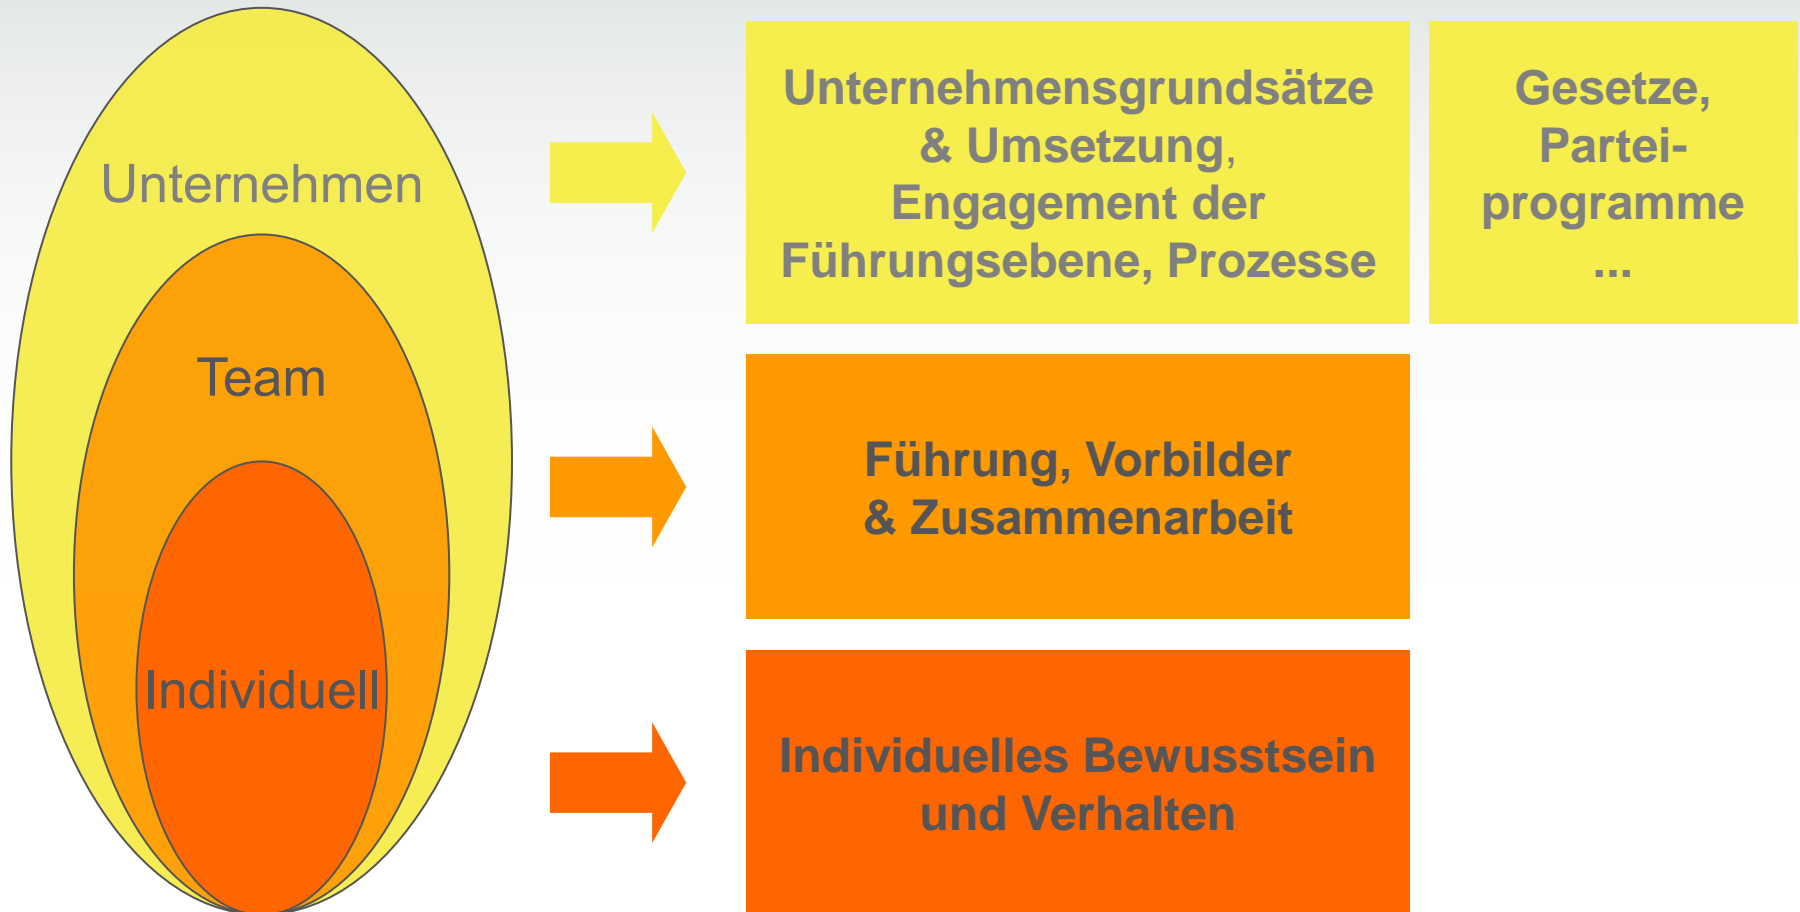 Unternehmen
Team
Individuell
Unternehmensgrundsätze
& Umsetzung,
Engagement der
Führungsebene, Prozesse
Gesetze,
Partei-
programme
...
Führung, Vorbilder
& Zusammenarbeit
Individuelles Bewusstsein
und Verhalten